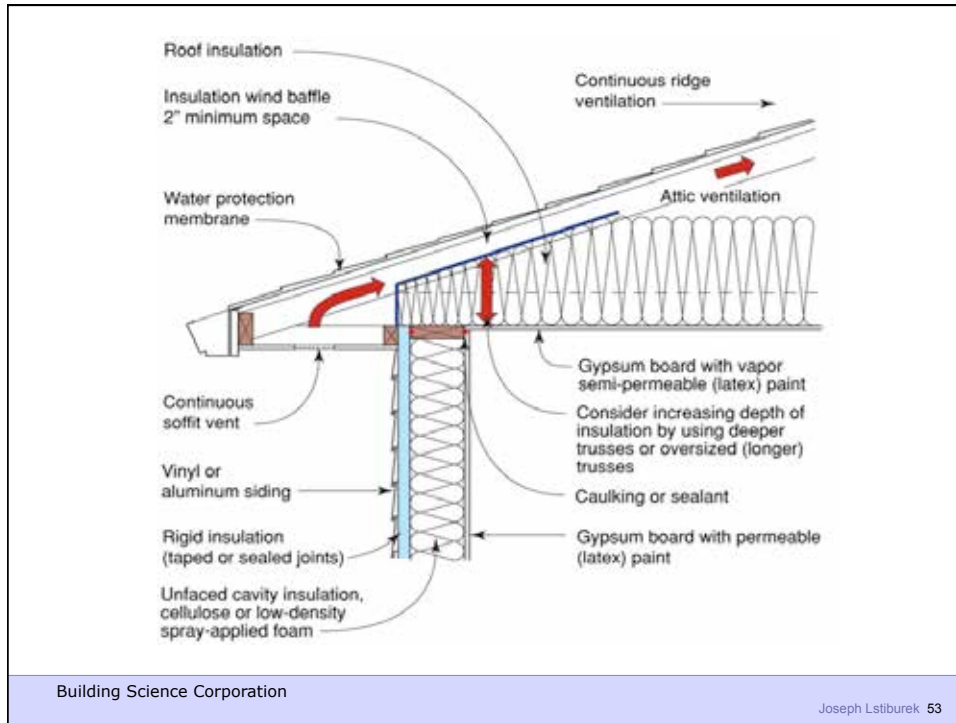 Roof insulation
Insulation wind baffle
2" minimum space
Water protection
membrane
Continuous ridge
ventilation
Attic ventilation
Continuous
soffit vent
Vinyl or
aluminum siding
Rigid insulation
(taped or sealed joints)
Unfaced cavity insulation,
cellulose or low-density
spray-applied foam
Gypsum board with vapor
semi-permeable (latex) paint
Consider increasing depth of
insulation by using deeper
trusses or oversized (longer)
trusses
Caulking or sealant
Gypsum board with permeable
(latex) paint
Building Science Corporation
Joseph Lstiburek 53